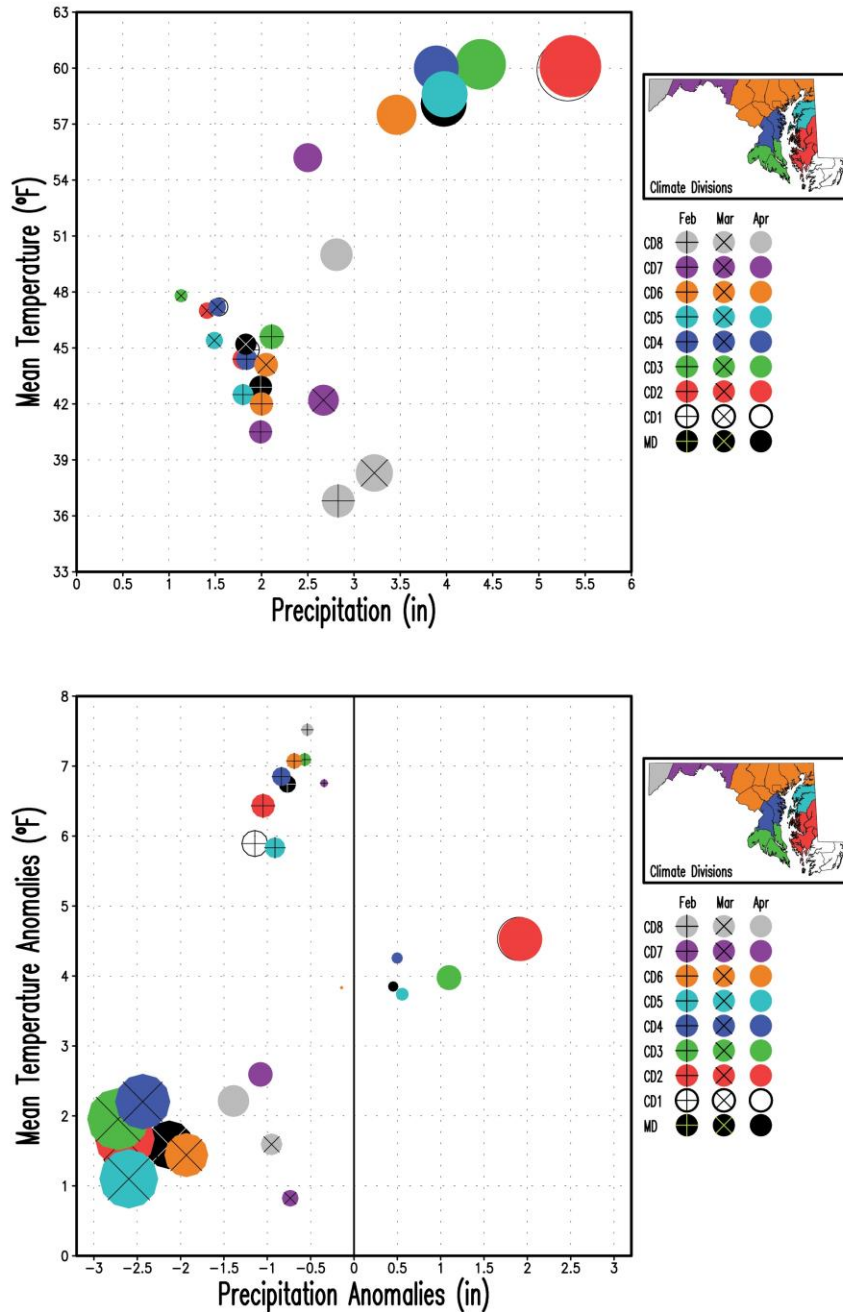 63
60
57
54
51
48
45
42
39
36
33
Mean Temperature (°F)
0 0.5 1 1.5 2 2.5 3 3.5 4 4.5 5 5.5 6
Precipitation (in)
Climate Divisions
Feb Mar Apr
CD8
CD7
CD6
CD5
CD4
CD3
CD2
CD1
MD
8
7
6
5
4
3
2
1
0
Mean Temperature Anomalies (°F)
−3 −2.5 −2 −1.5 −1 −0.5 0 0.5 1 1.5 2 2.5 3
Precipitation Anomalies (in)
Climate Divisions
Feb Mar Apr
CD8
CD7
CD6
CD5
CD4
CD3
CD2
CD1
MD